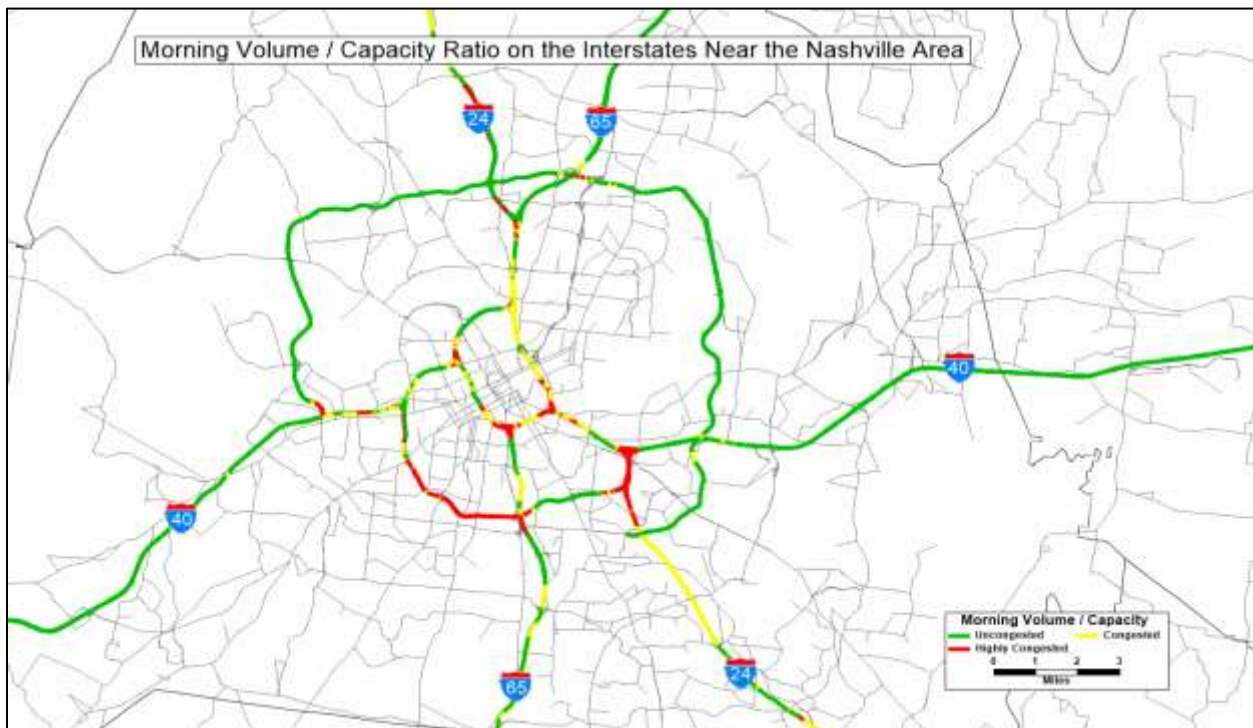 Morning Volume / Capacity Ratio on the Interstates Near the Nashville Area
24
65
40
40
65
24
Morning Volume / Capacity
Uncongested Congested
Highly Congested
0 1 2 3
Miles